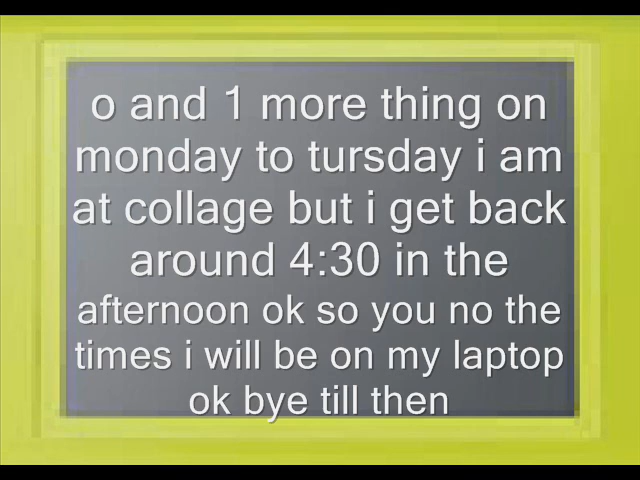 o and 1 more thing on
monday to tursday i am
at collage but i get back
around 4:30 in the
afternoon ok so you no the
times i will be on my laptop
ok bye till then